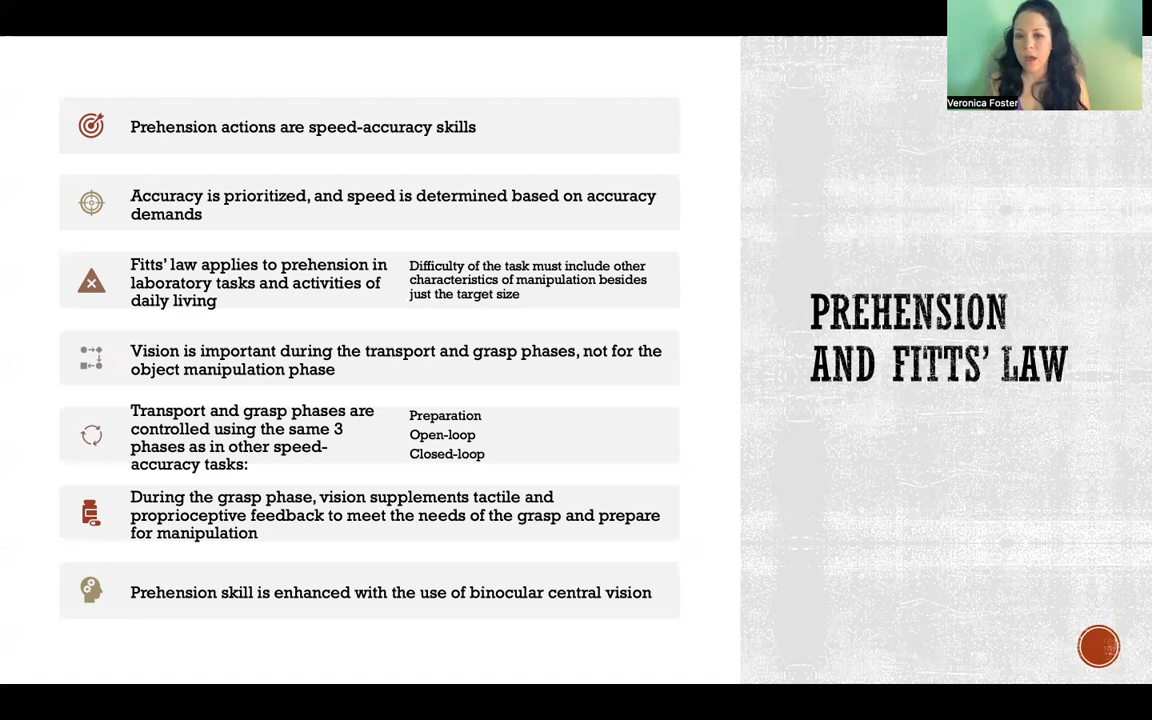 Veronica Foster
Prehension actions are speed-accuracy skills
Accuracy is prioritized, and speed is determined based on accuracy
demands
Fitts’ law applies to prehension in
laboratory tasks and activities of
daily living
Difficulty of the task must include other
characteristics of manipulation besides
just the target size
Vision is important during the transport and grasp phases, not for the
object manipulation phase
Transport and grasp phases are
controlled using the same 3
phases as in other speed-
accuracy tasks:
Preparation
Open-loop
Closed-loop
During the grasp phase, vision supplements tactile and
proprioceptive feedback to meet the needs of the grasp and prepare
for manipulation
Prehension skill is enhanced with the use of binocular central vision
PREHENSION
AND FITTS’ LAW